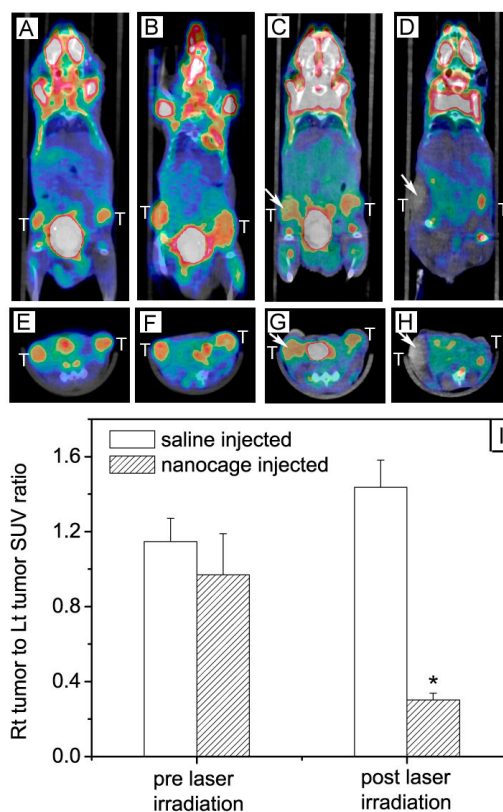 A
B
C
D
T
T
T
T
T
T
T
T
E
F
G
H
T
T
T
T
T
T
T
T
I
saline injected
nanocage injected
Rt tumor to Lt tumor SUV ratio
1.6
1.2
0.8
0.4
0.0
*
pre laser
irradiation
post laser
irradiation